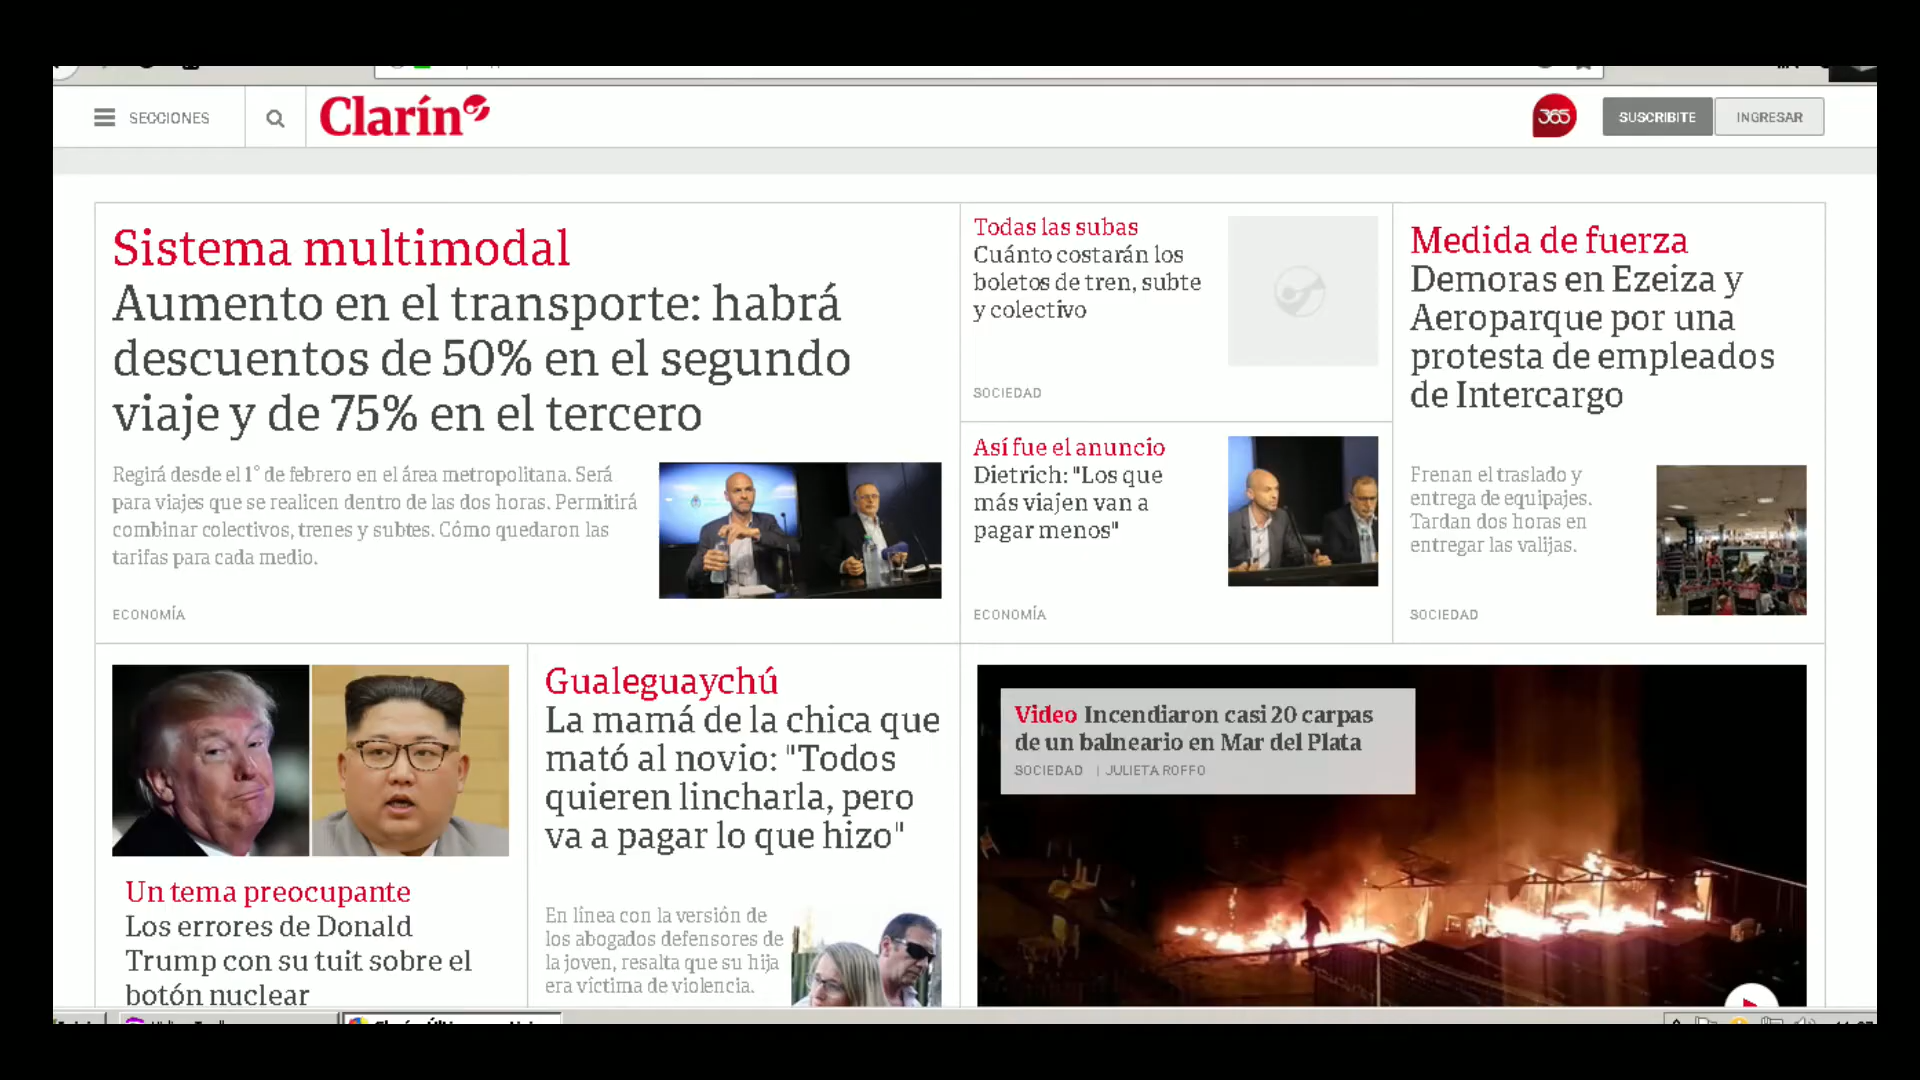 SECCIONES
Clarín
365
SUSCRIBITE
INGRESAR
Sistema multimodal
Aumento en el transporte: habrá
descuentos de 50% en el segundo
viaje y de 75% en el tercero
Regirá desde el 1° de febrero en el área metropolitana. Será
para viajes que se realicen dentro de las dos horas. Permitirá
combinar colectivos, trenes y subtes. Cómo quedaron las
tarifas para cada medio.
ECONOMÍA
Todas las subas
Cuánto costarán los
boletos de tren, subte
y colectivo
SOCIEDAD
Así fue el anuncio
Dietrich: "Los que
más viajen van a
pagar menos"
ECONOMÍA
Medida de fuerza
Demoras en Ezeiza y
Aeroparque por una
protesta de empleados
de Intercargo
Frenan el traslado y
entrega de equipajes.
Tardan dos horas en
entregar las valijas.
SOCIEDAD
Un tema preocupante
Los errores de Donald
Trump con su tuit sobre el
botón nuclear
Gualeguaychú
La mamá de la chica que
mató al novio: "Todos
quieren lincharla, pero
va a pagar lo que hizo"
En línea con la versión de
los abogados defensores de
la joven, resalta que su hija
era víctima de violencia.
Video Incendiaron casi 20 carpas
de un balneario en Mar del Plata
SOCIEDAD | JULIETA ROFFO